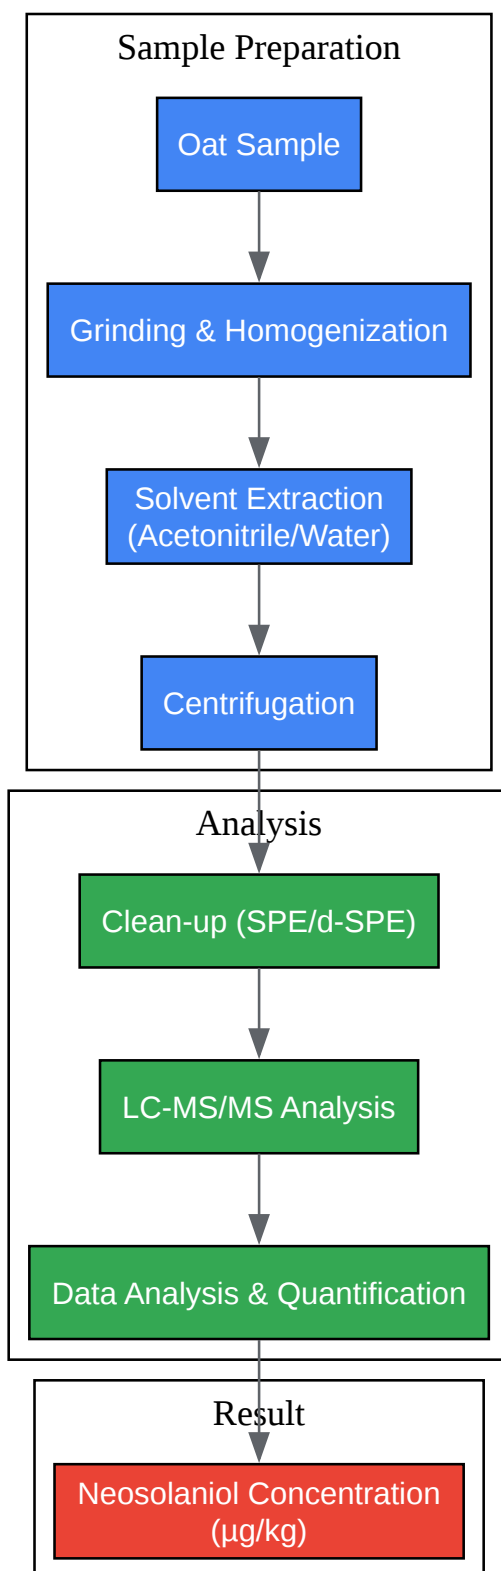 Sample Preparation
Oat Sample
Grinding & Homogenization
Solvent Extraction
(Acetonitrile/Water)
Centrifugation
Analysis
Clean-up (SPE/d-SPE)
LC-MS/MS Analysis
Data Analysis & Quantification
Result
Neosolaniol Concentration
(µg/kg)